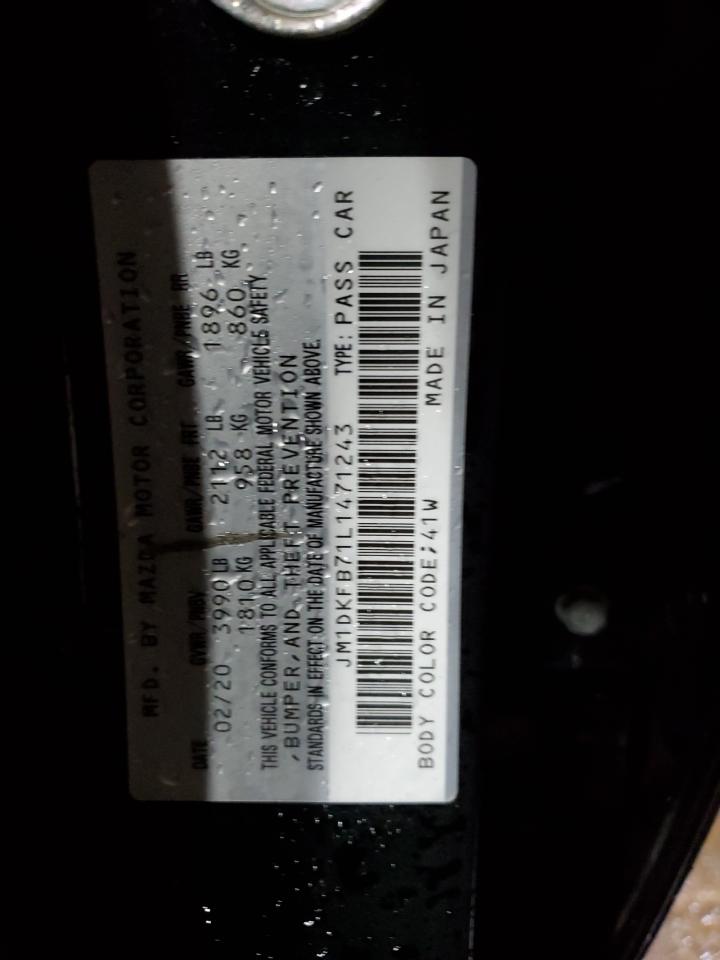 MFD. BY MAZDA MOTOR CORPORATION
DATE GVWR/PNBV GAWR/PNBE FRT GAWR/PNBE RR
02/20 3990 LB 2112 LB 1896 LB
1810 KG 958 KG 860 KG
THIS VEHICLE CONFORMS TO ALL APPLICABLE FEDERAL MOTOR VEHICLE SAFETY
, BUMPER, AND THEFT PREVENTION
STANDARDS IN EFFECT ON THE DATE OF MANUFACTURE SHOWN ABOVE.
JM1DKFB71L1471243 TYPE: PASS CAR
BODY COLOR CODE;41W MADE IN JAPAN